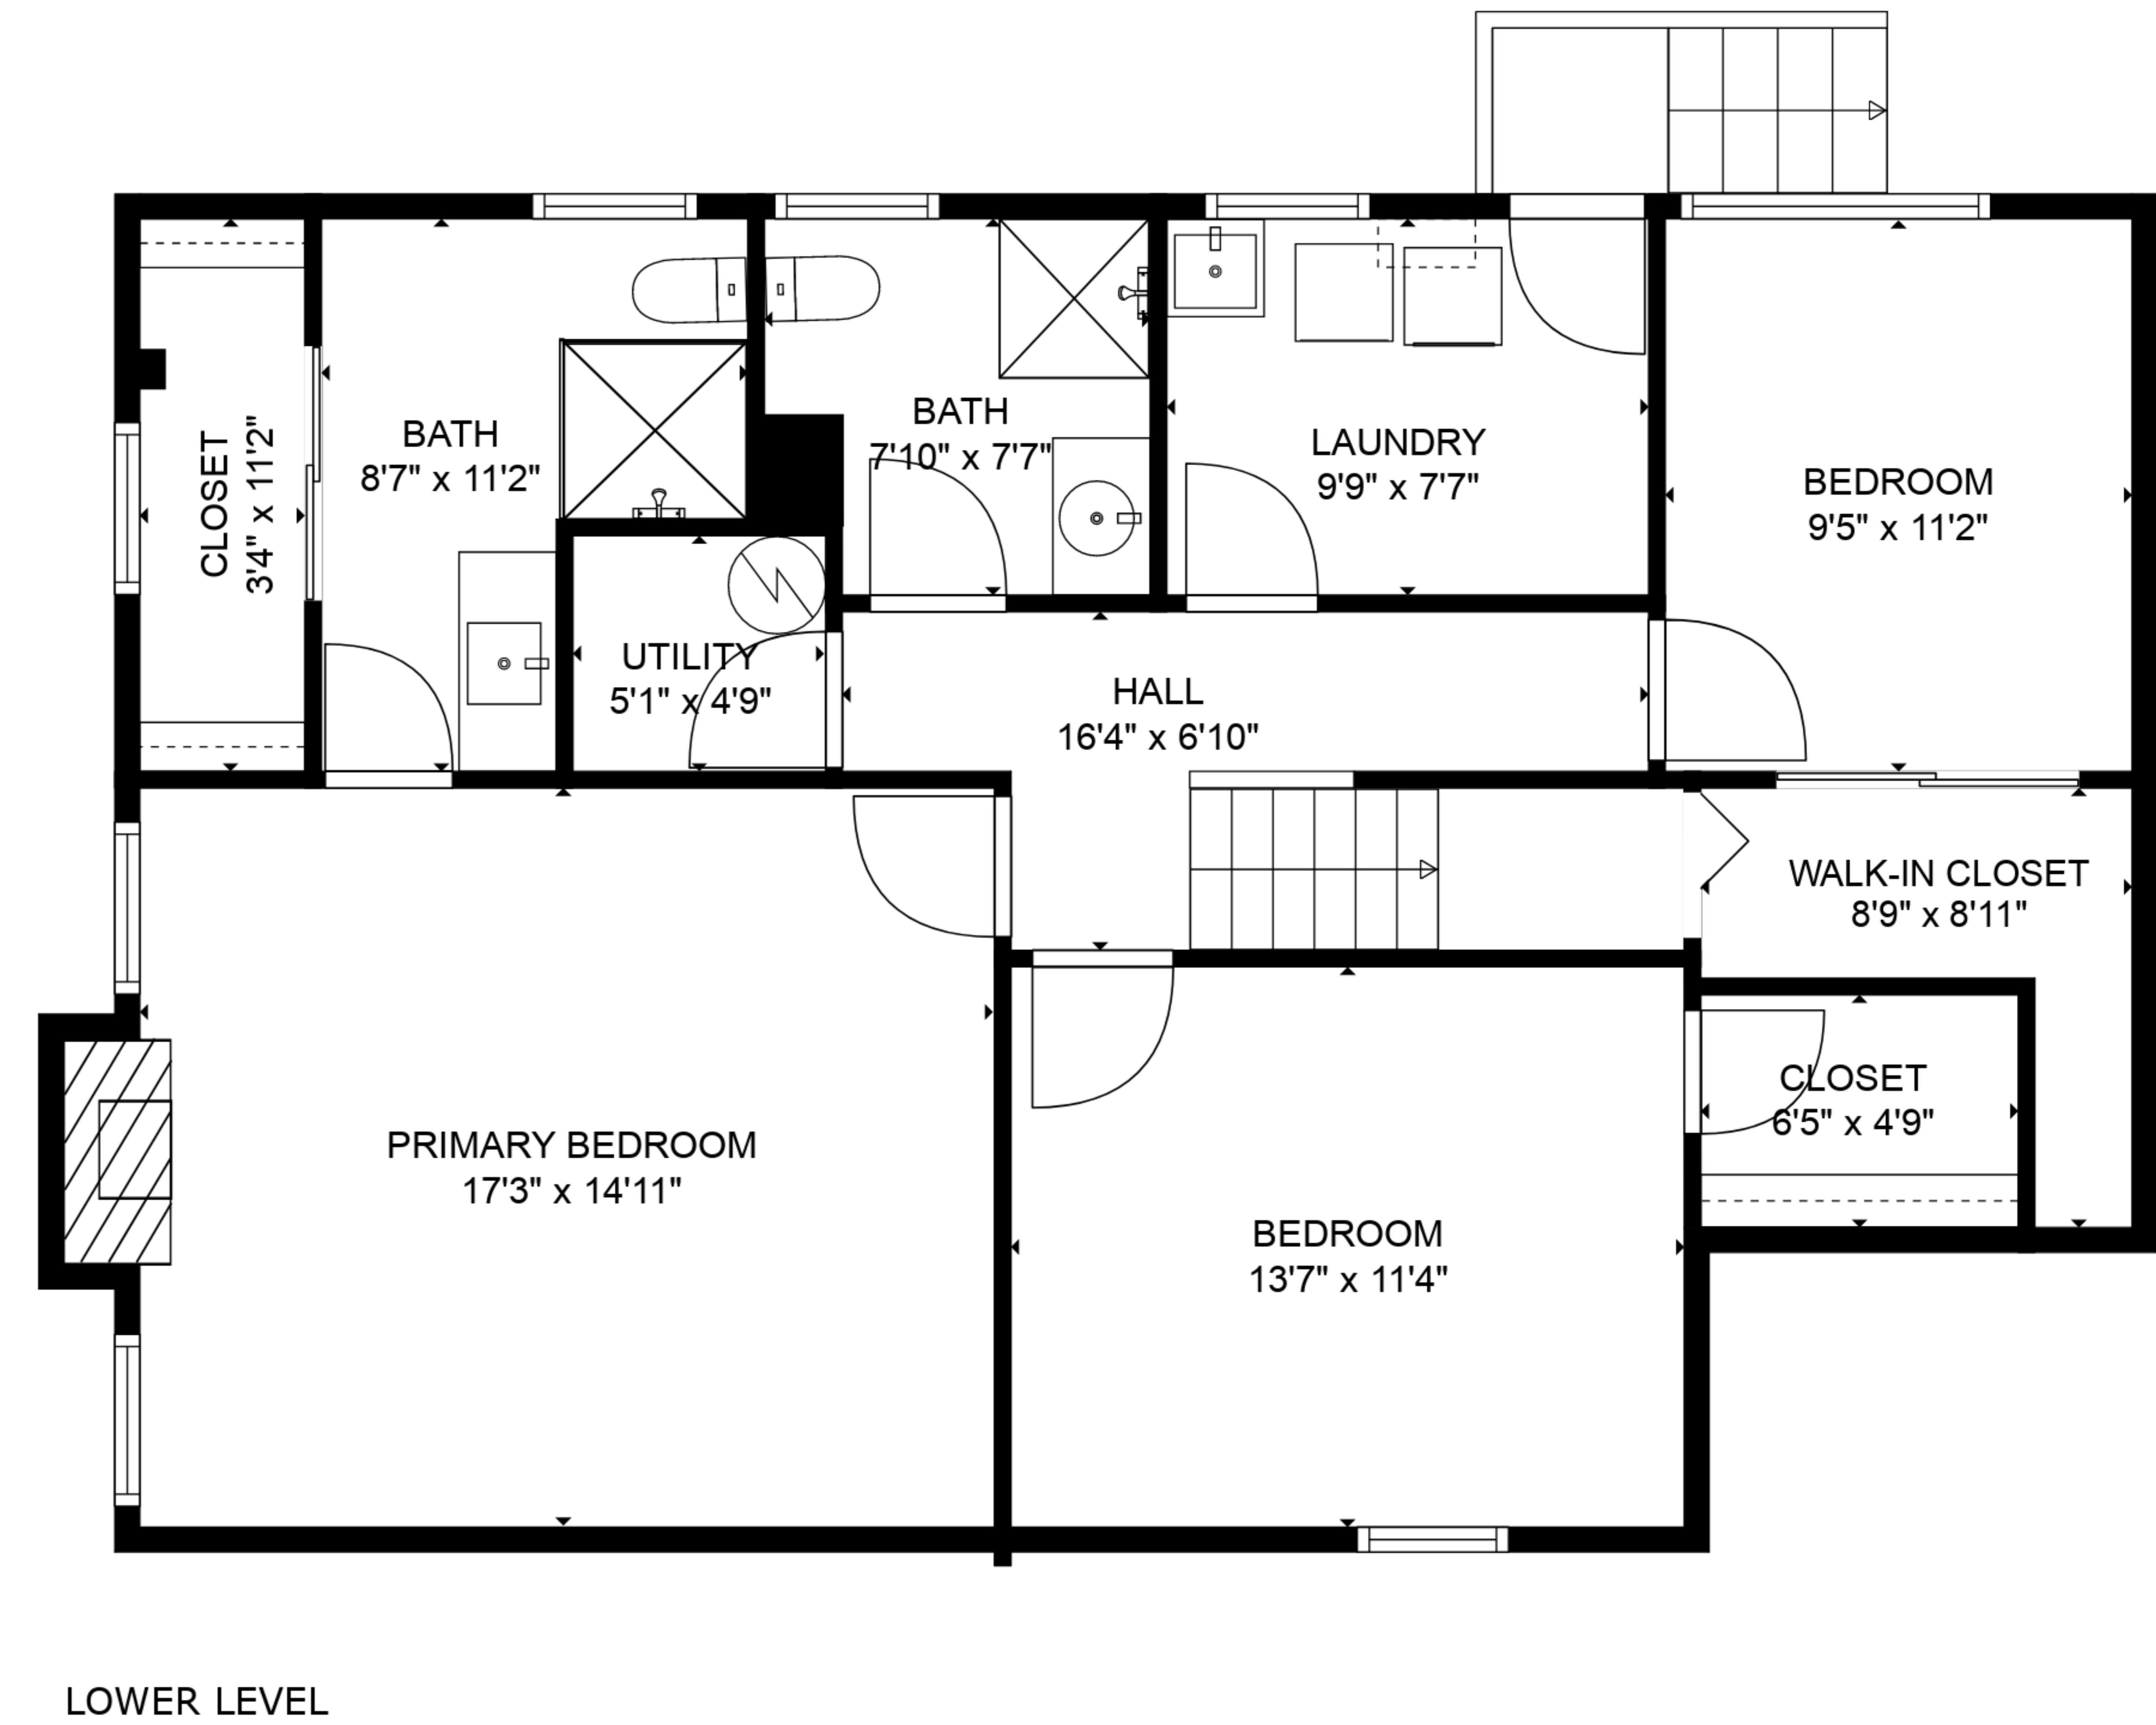 CLOSET
3'4" x 11'2"
BATH
8'7" x 11'2"
BATH
7'10" x 7'7"
LAUNDRY
9'9" x 7'7"
BEDROOM
9'5" x 11'2"
UTILITY
5'1" x 4'9"
HALL
16'4" x 6'10"
WALK-IN CLOSET
8'9" x 8'11"
CLOSET
6'5" x 4'9"
PRIMARY BEDROOM
17'3" x 14'11"
BEDROOM
13'7" x 11'4"
LOWER LEVEL